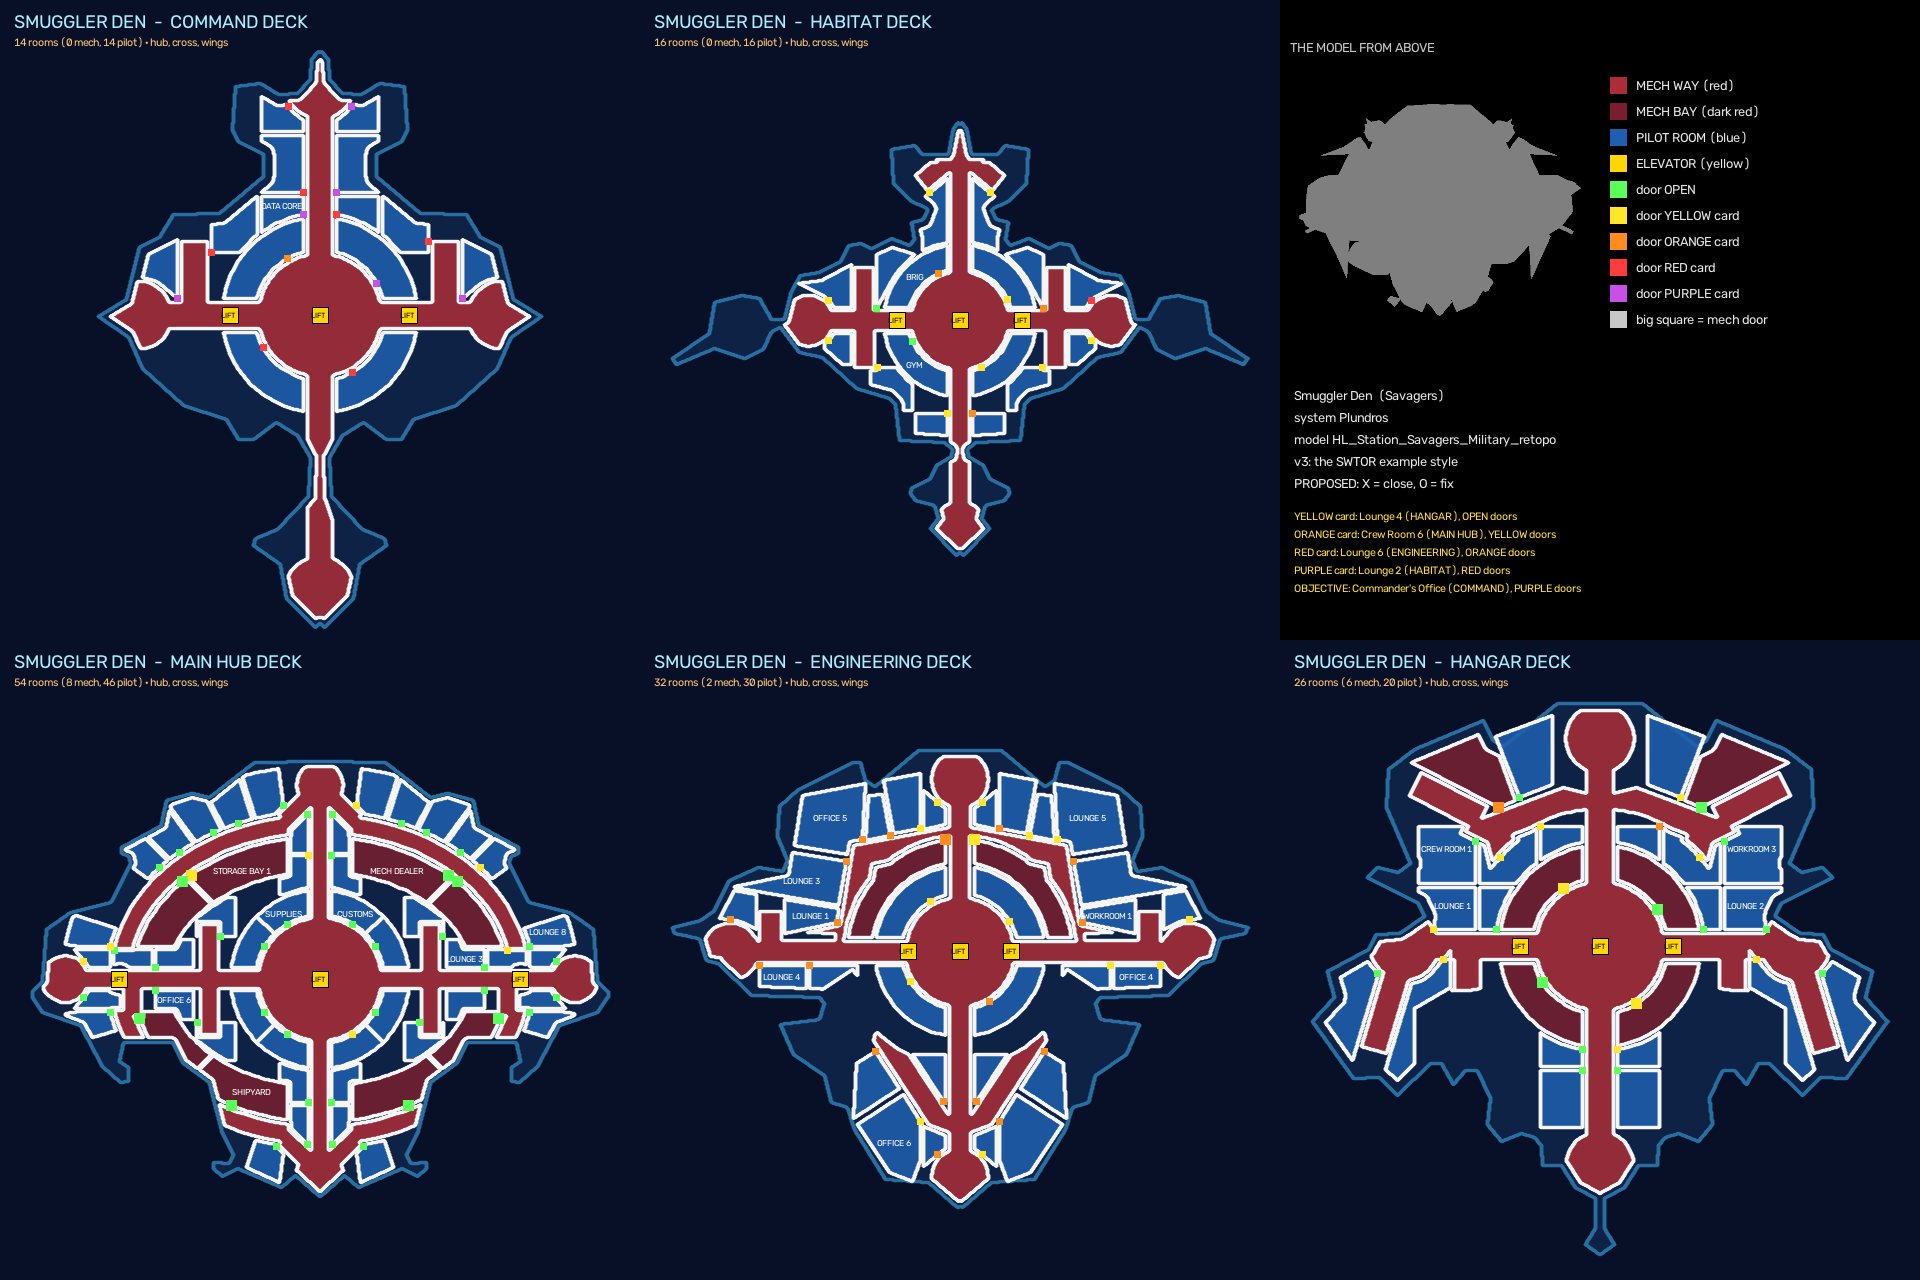 SMUGGLER DEN - COMMAND DECK
14 rooms (0 mech, 14 pilot) • hub, cross, wings
DATA CORE
LIFT
LIFT
LIFT
SMUGGLER DEN - HABITAT DECK
16 rooms (0 mech, 16 pilot) • hub, cross, wings
BRIG
LIFT
LIFT
LIFT
GYM
THE MODEL FROM ABOVE
MECH WAY (red)
MECH BAY (dark red)
PILOT ROOM (blue)
ELEVATOR (yellow)
door OPEN
door YELLOW card
door ORANGE card
door RED card
door PURPLE card
big square = mech door
Smuggler Den (Savagers)
system Plundros
model HL_Station_Savagers_Military_retopo
v3: the SWTOR example style
PROPOSED: X = close, O = fix
YELLOW card: Lounge 4 (HANGAR), OPEN doors
ORANGE card: Crew Room 6 (MAIN HUB), YELLOW doors
RED card: Lounge 6 (ENGINEERING), ORANGE doors
PURPLE card: Lounge 2 (HABITAT), RED doors
OBJECTIVE: Commander's Office (COMMAND), PURPLE doors
SMUGGLER DEN - MAIN HUB DECK
54 rooms (8 mech, 46 pilot) • hub, cross, wings
STORAGE BAY 1
MECH DEALER
SUPPLIES
CUSTOMS
LOUNGE 8
LOUNGE 3
LIFT
LIFT
LIFT
OFFICE 6
SHIPYARD
SMUGGLER DEN - ENGINEERING DECK
32 rooms (2 mech, 30 pilot) • hub, cross, wings
OFFICE 5
LOUNGE 5
LOUNGE 3
LOUNGE 1
WORKROOM 1
LIFT
LIFT
LIFT
LOUNGE 4
OFFICE 4
OFFICE 6
SMUGGLER DEN - HANGAR DECK
26 rooms (6 mech, 20 pilot) • hub, cross, wings
CREW ROOM 1
WORKROOM 3
LOUNGE 1
LOUNGE 2
LIFT
LIFT
LIFT